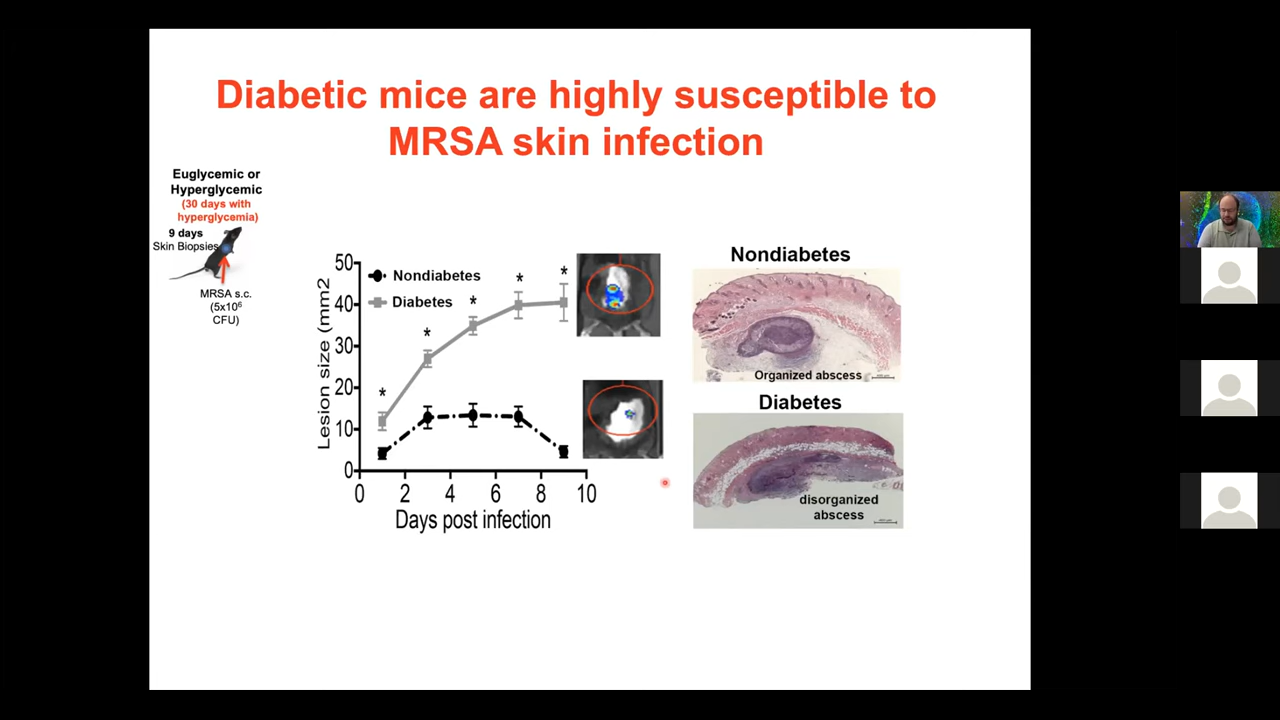 Diabetic mice are highly susceptible to
MRSA skin infection
Euglycemic or
Hyperglycemic
(30 days with
hyperglycemia)
9 days
Skin Biopsies
MRSA s.c.
(5x10⁶
CFU)
Lesion size (mm2)
50
40
30
20
10
0
Nondiabetes
Diabetes
*
*
*
*
*
0 2 4 6 8 10
Days post infection
Nondiabetes
Organized abscess
Diabetes
disorganized
abscess